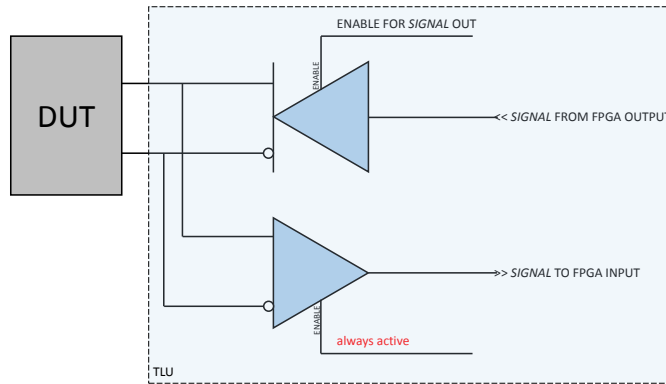 ENABLE FOR SIGNAL OUT
ENABLE
DUT
<< SIGNAL FROM FPGA OUTPUT
>> SIGNAL TO FPGA INPUT
ENABLE
always active
TLU